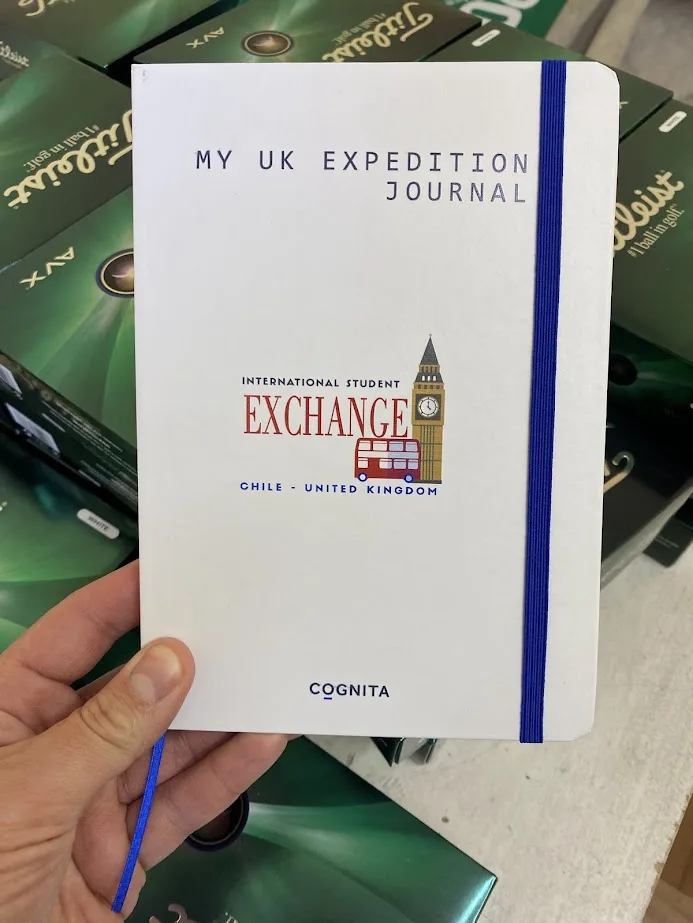 MY UK EXPEDITION
JOURNAL
INTERNATIONAL STUDENT
EXCHANGE
CHILE - UNITED KINGDOM
COGNITA
AVX
Titleist
#1 ball in golf.
WHITE
Titleist
#1 ball in golf.
AVX
Titleist
#1 ball in golf.
WHITE